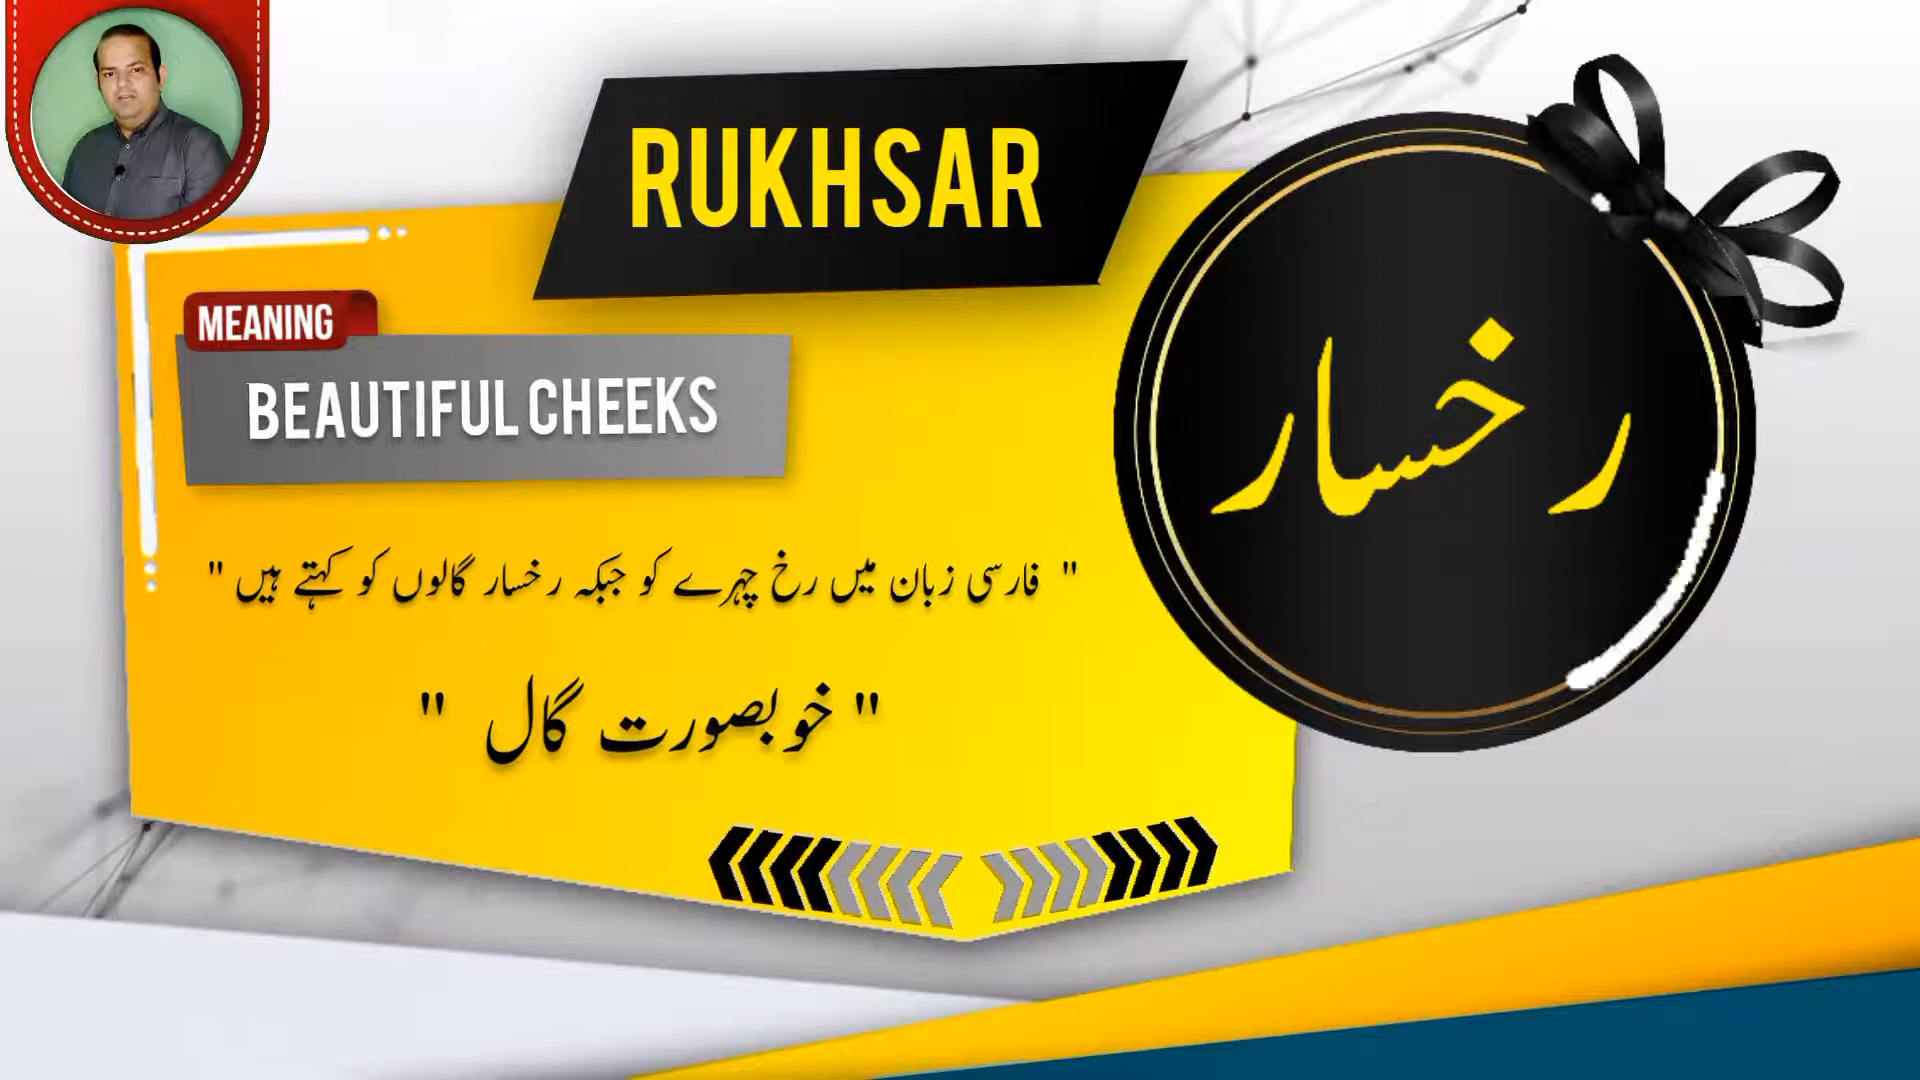 RUKHSAR
رخسار
MEANING
BEAUTIFUL CHEEKS
" فارسی زبان میں رخ چہرے کو جبکہ رخسار گالوں کو کہتے ہیں "
" خوبصورت گال "